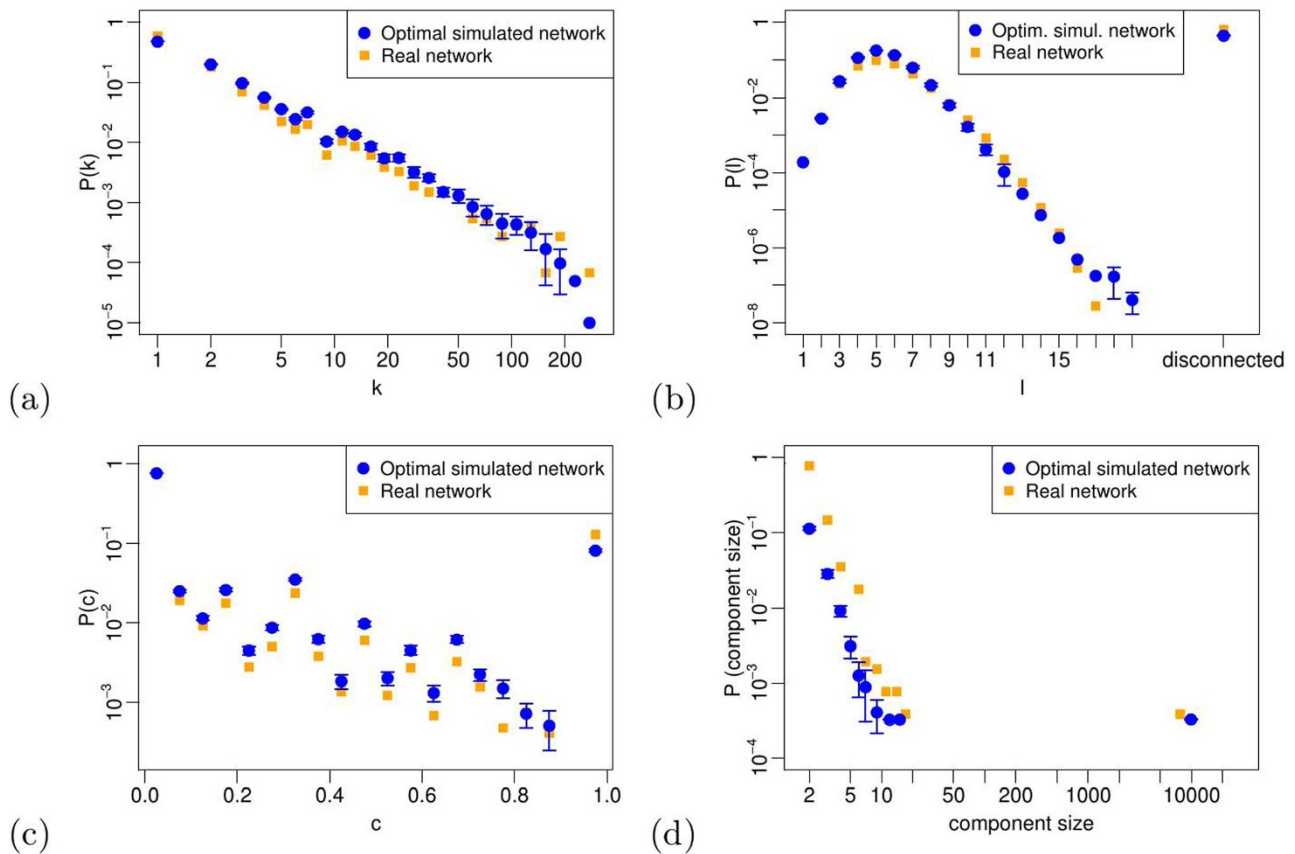 Optimal simulated network
Real network
P(k)
1
10^-1
10^-2
10^-3
10^-4
10^-5
1 2 5 10 20 50 100 200
k
(a)
Optim. simul. network
Real network
P(l)
1
10^-2
10^-4
10^-6
10^-8
1 3 5 7 9 11 15 disconnected
l
(b)
Optimal simulated network
Real network
P(c)
1
10^-1
10^-2
10^-3
0.0 0.2 0.4 0.6 0.8 1.0
c
(c)
Optimal simulated network
Real network
P (component size)
1
10^-1
10^-2
10^-3
10^-4
2 5 10 50 200 1000 10000
component size
(d)